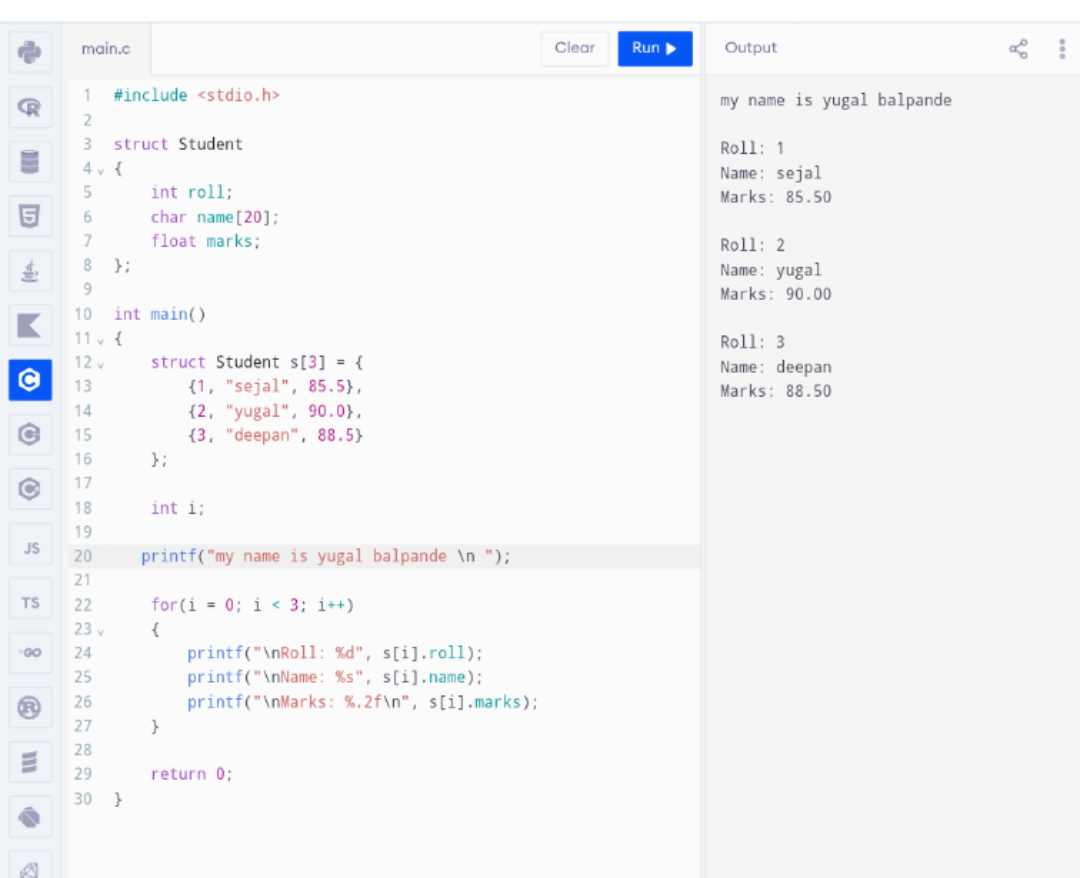 main.c
Clear
Run
Output
JS
TS
GO
1 #include <stdio.h>
2
3 struct Student
4 {
5     int roll;
6     char name[20];
7     float marks;
8 };
9
10 int main()
11 {
12     struct Student s[3] = {
13         {1, "sejal", 85.5},
14         {2, "yugal", 90.0},
15         {3, "deepan", 88.5}
16     };
17
18     int i;
19
20    printf("my name is yugal balpande \n ");
21
22     for(i = 0; i < 3; i++)
23     {
24         printf("\nRoll: %d", s[i].roll);
25         printf("\nName: %s", s[i].name);
26         printf("\nMarks: %.2f\n", s[i].marks);
27     }
28
29     return 0;
30 }
my name is yugal balpande

Roll: 1
Name: sejal
Marks: 85.50

Roll: 2
Name: yugal
Marks: 90.00

Roll: 3
Name: deepan
Marks: 88.50